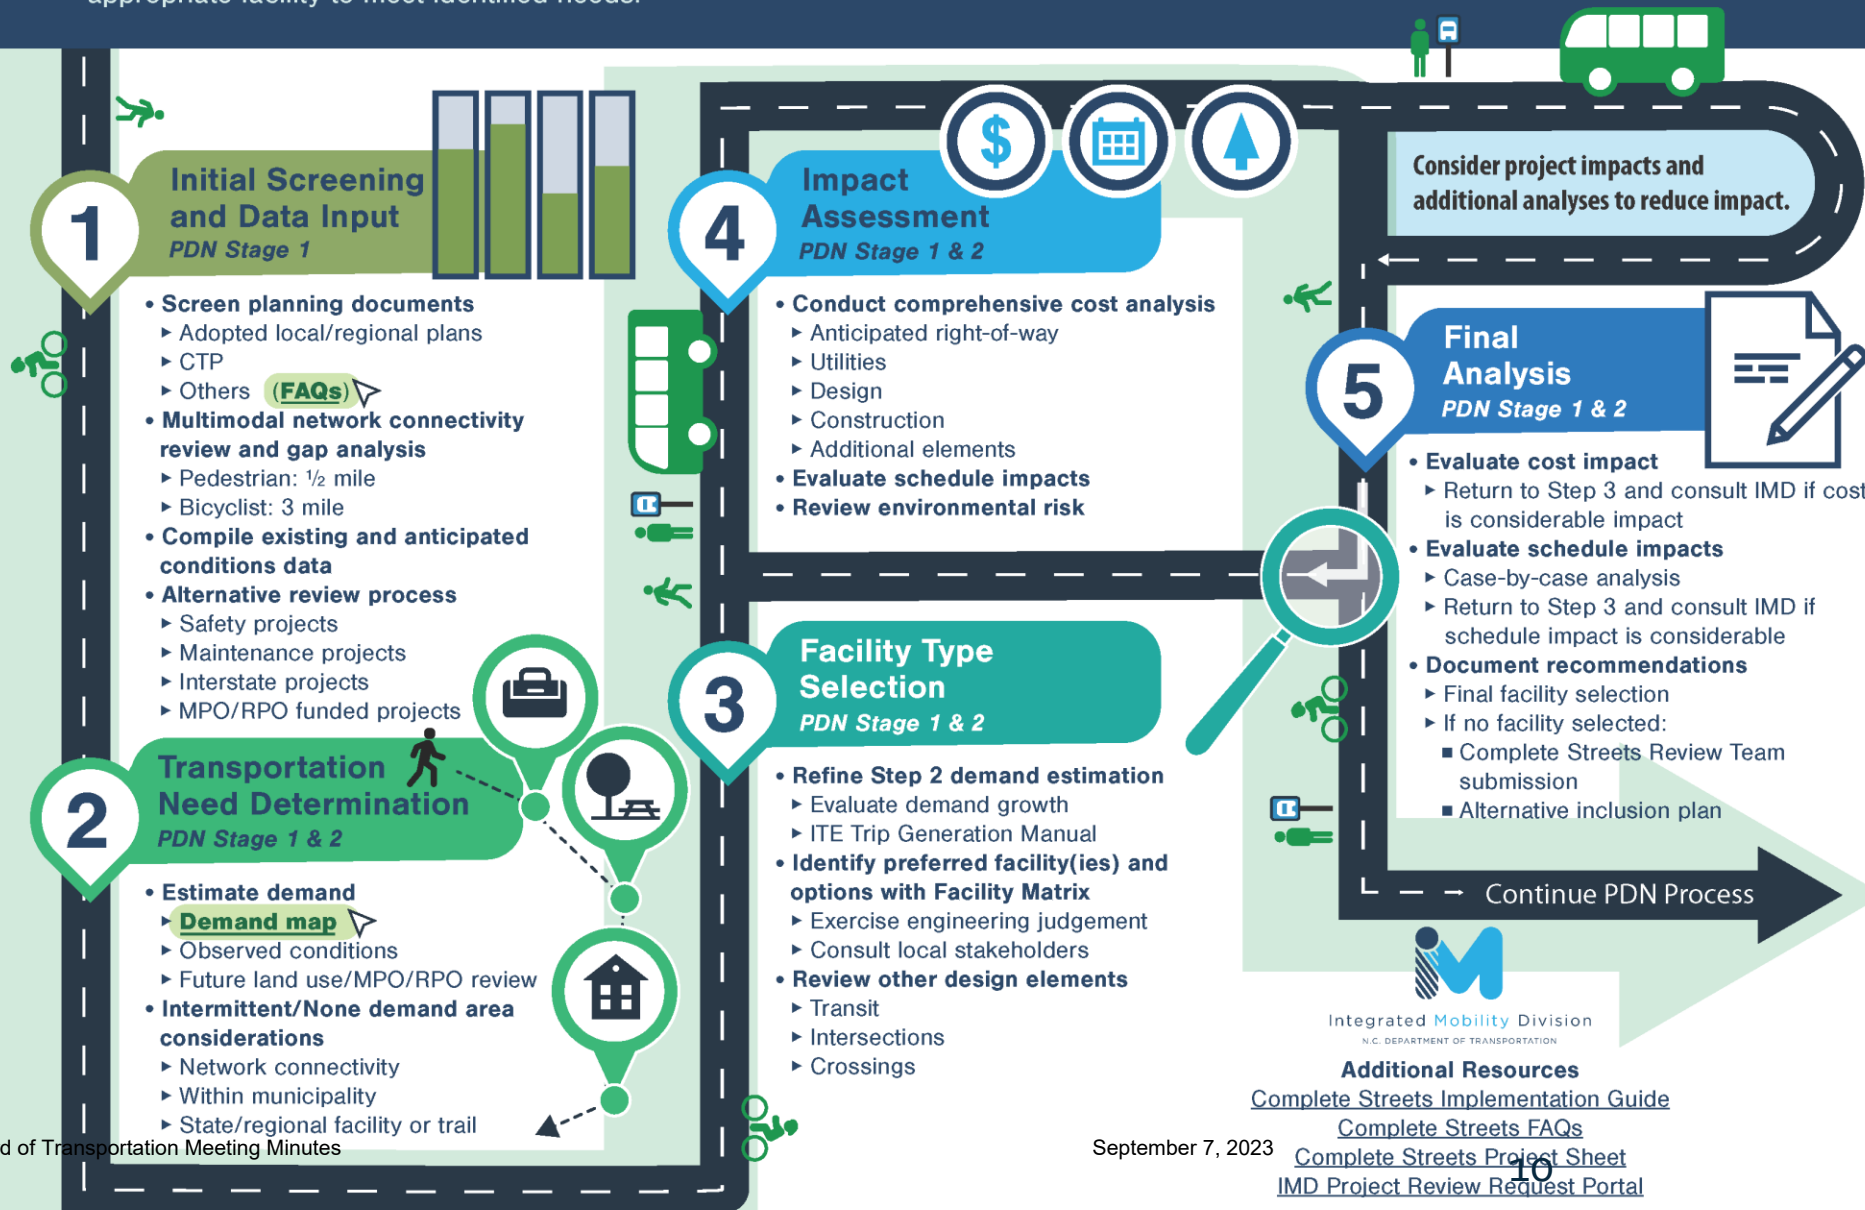 appropriate facility to meet identified needs.
1
Initial Screening
and Data Input
PDN Stage 1
• Screen planning documents
▸ Adopted local/regional plans
▸ CTP
▸ Others (FAQs)
• Multimodal network connectivity
review and gap analysis
▸ Pedestrian: ½ mile
▸ Bicyclist: 3 mile
• Compile existing and anticipated
conditions data
• Alternative review process
▸ Safety projects
▸ Maintenance projects
▸ Interstate projects
▸ MPO/RPO funded projects
2
Transportation
Need Determination
PDN Stage 1 & 2
• Estimate demand
▸ Demand map
▸ Observed conditions
▸ Future land use/MPO/RPO review
• Intermittent/None demand area
considerations
▸ Network connectivity
▸ Within municipality
▸ State/regional facility or trail
3
Facility Type
Selection
PDN Stage 1 & 2
• Refine Step 2 demand estimation
▸ Evaluate demand growth
▸ ITE Trip Generation Manual
• Identify preferred facility(ies) and
options with Facility Matrix
▸ Exercise engineering judgement
▸ Consult local stakeholders
• Review other design elements
▸ Transit
▸ Intersections
▸ Crossings
4
Impact
Assessment
PDN Stage 1 & 2
$
• Conduct comprehensive cost analysis
▸ Anticipated right-of-way
▸ Utilities
▸ Design
▸ Construction
▸ Additional elements
• Evaluate schedule impacts
• Review environmental risk
Consider project impacts and
additional analyses to reduce impact.
5
Final
Analysis
PDN Stage 1 & 2
• Evaluate cost impact
▸ Return to Step 3 and consult IMD if cost
is considerable impact
• Evaluate schedule impacts
▸ Case-by-case analysis
▸ Return to Step 3 and consult IMD if
schedule impact is considerable
• Document recommendations
▸ Final facility selection
▸ If no facility selected:
■ Complete Streets Review Team
submission
■ Alternative inclusion plan
Continue PDN Process
Integrated Mobility Division
N.C. DEPARTMENT OF TRANSPORTATION
Additional Resources
Complete Streets Implementation Guide
Complete Streets FAQs
Complete Streets Project Sheet
IMD Project Review Request Portal
d of Transportation Meeting Minutes
September 7, 2023
10